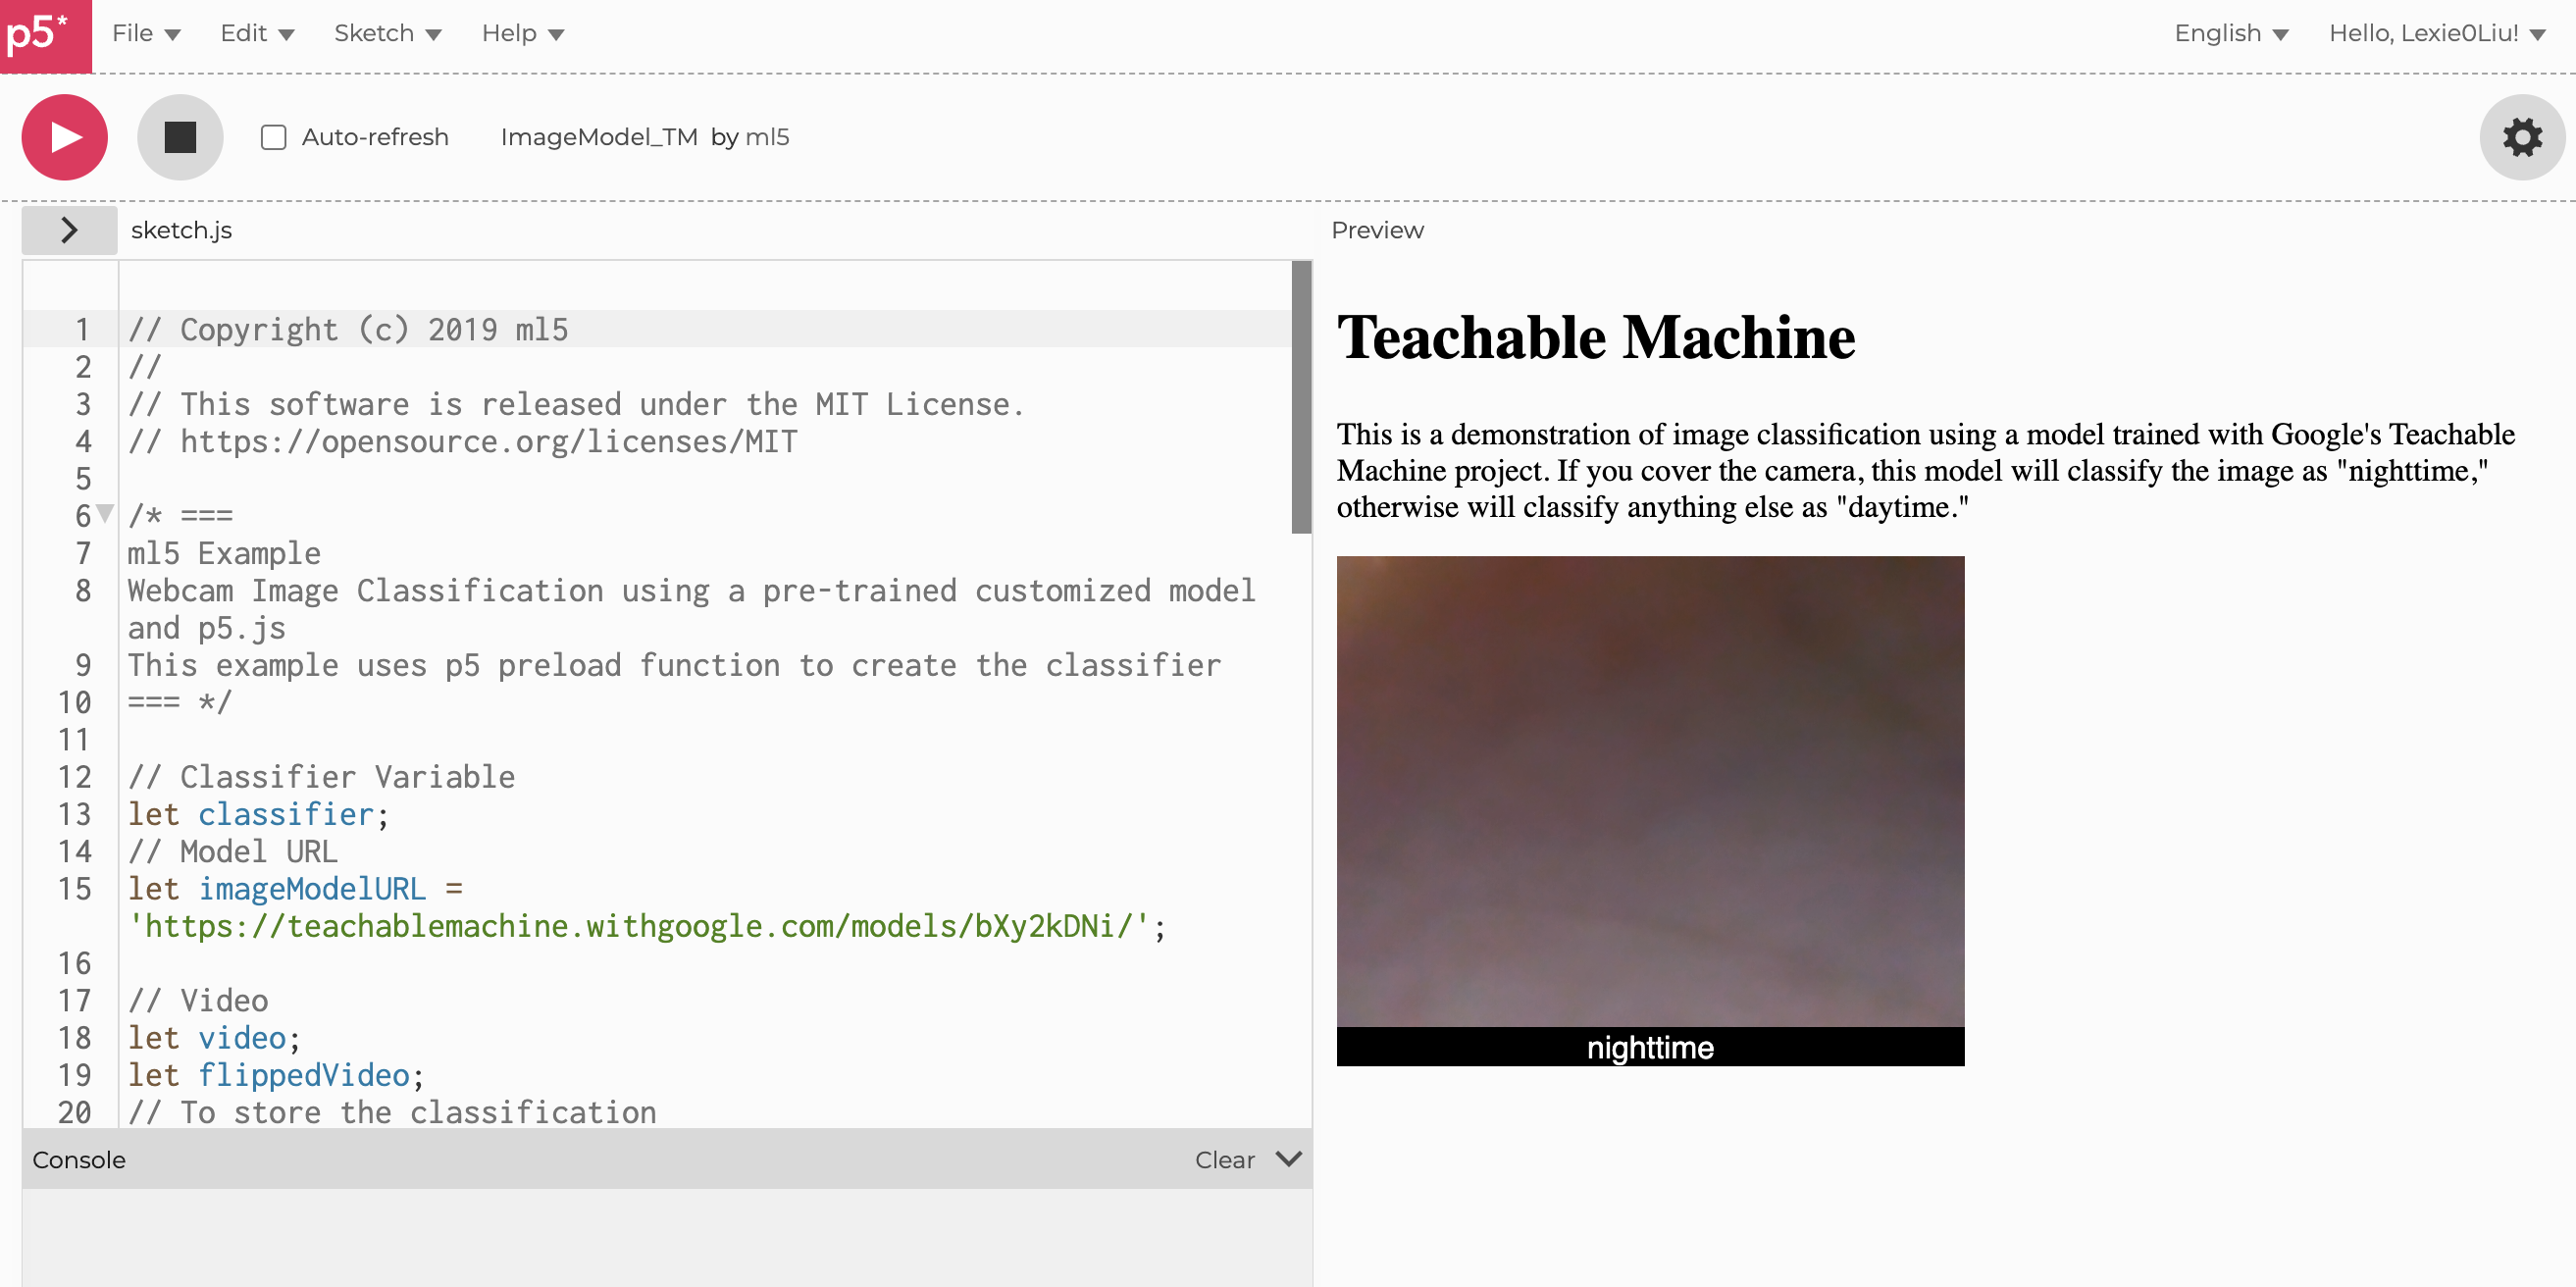 p5*
File
Edit
Sketch
Help
English
Hello, Lexie0Liu!
Auto-refresh
ImageModel_TM by ml5
sketch.js
1 // Copyright (c) 2019 ml5
2 //
3 // This software is released under the MIT License.
4 // https://opensource.org/licenses/MIT
5
6 /* ===
7 ml5 Example
8 Webcam Image Classification using a pre-trained customized model
and p5.js
9 This example uses p5 preload function to create the classifier
10 === */
11
12 // Classifier Variable
13 let classifier;
14 // Model URL
15 let imageModelURL =
'https://teachablemachine.withgoogle.com/models/bXy2kDNi/';
16
17 // Video
18 let video;
19 let flippedVideo;
20 // To store the classification
Console
Clear
Preview
Teachable Machine
This is a demonstration of image classification using a model trained with Google's Teachable
Machine project. If you cover the camera, this model will classify the image as "nighttime,"
otherwise will classify anything else as "daytime."
nighttime